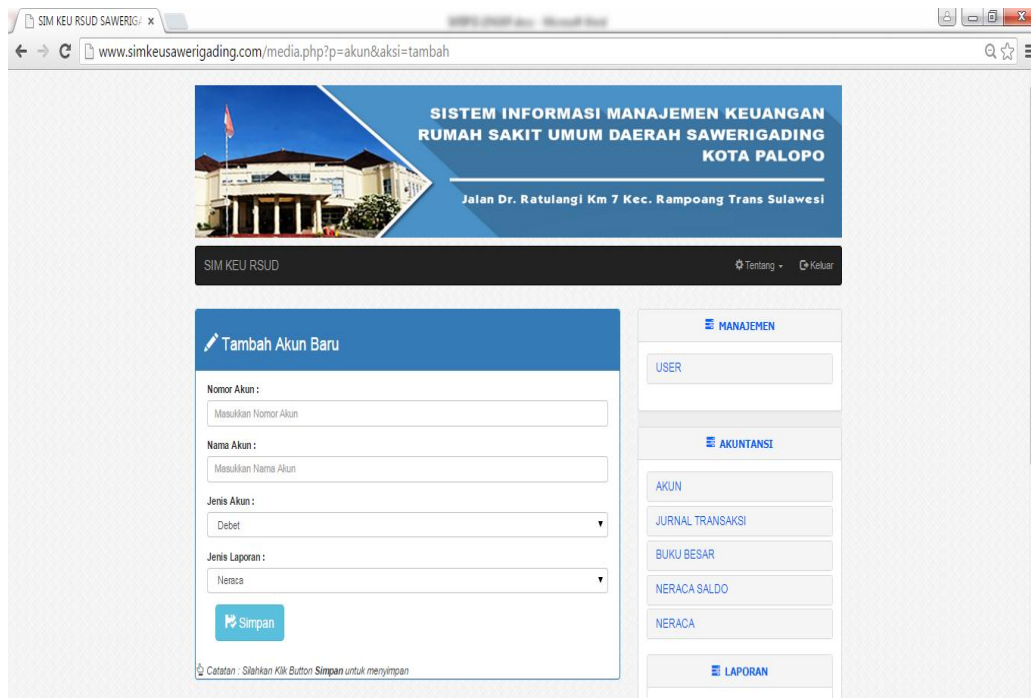 SIM KEU RSUD SAWERIGA
www.simkeusawerigading.com/media.php?p=akun&aksi=tambah
SISTEM INFORMASI MANAJEMEN KEUANGAN
RUMAH SAKIT UMUM DAERAH SAWERIGADING
KOTA PALOPO
Jalan Dr. Ratulangi Km 7 Kec. Rampoang Trans Sulawesi
SIM KEU RSUD
Tentang
Keluar
Tambah Akun Baru
Nomor Akun :
Masukkan Nomor Akun
Nama Akun :
Masukkan Nama Akun
Jenis Akun :
Debet
Jenis Laporan :
Neraca
Simpan
Catatan : Silahkan Klik Button Simpan untuk menyimpan
MANAJEMEN
USER
AKUNTANSI
AKUN
JURNAL TRANSAKSI
BUKU BESAR
NERACA SALDO
NERACA
LAPORAN